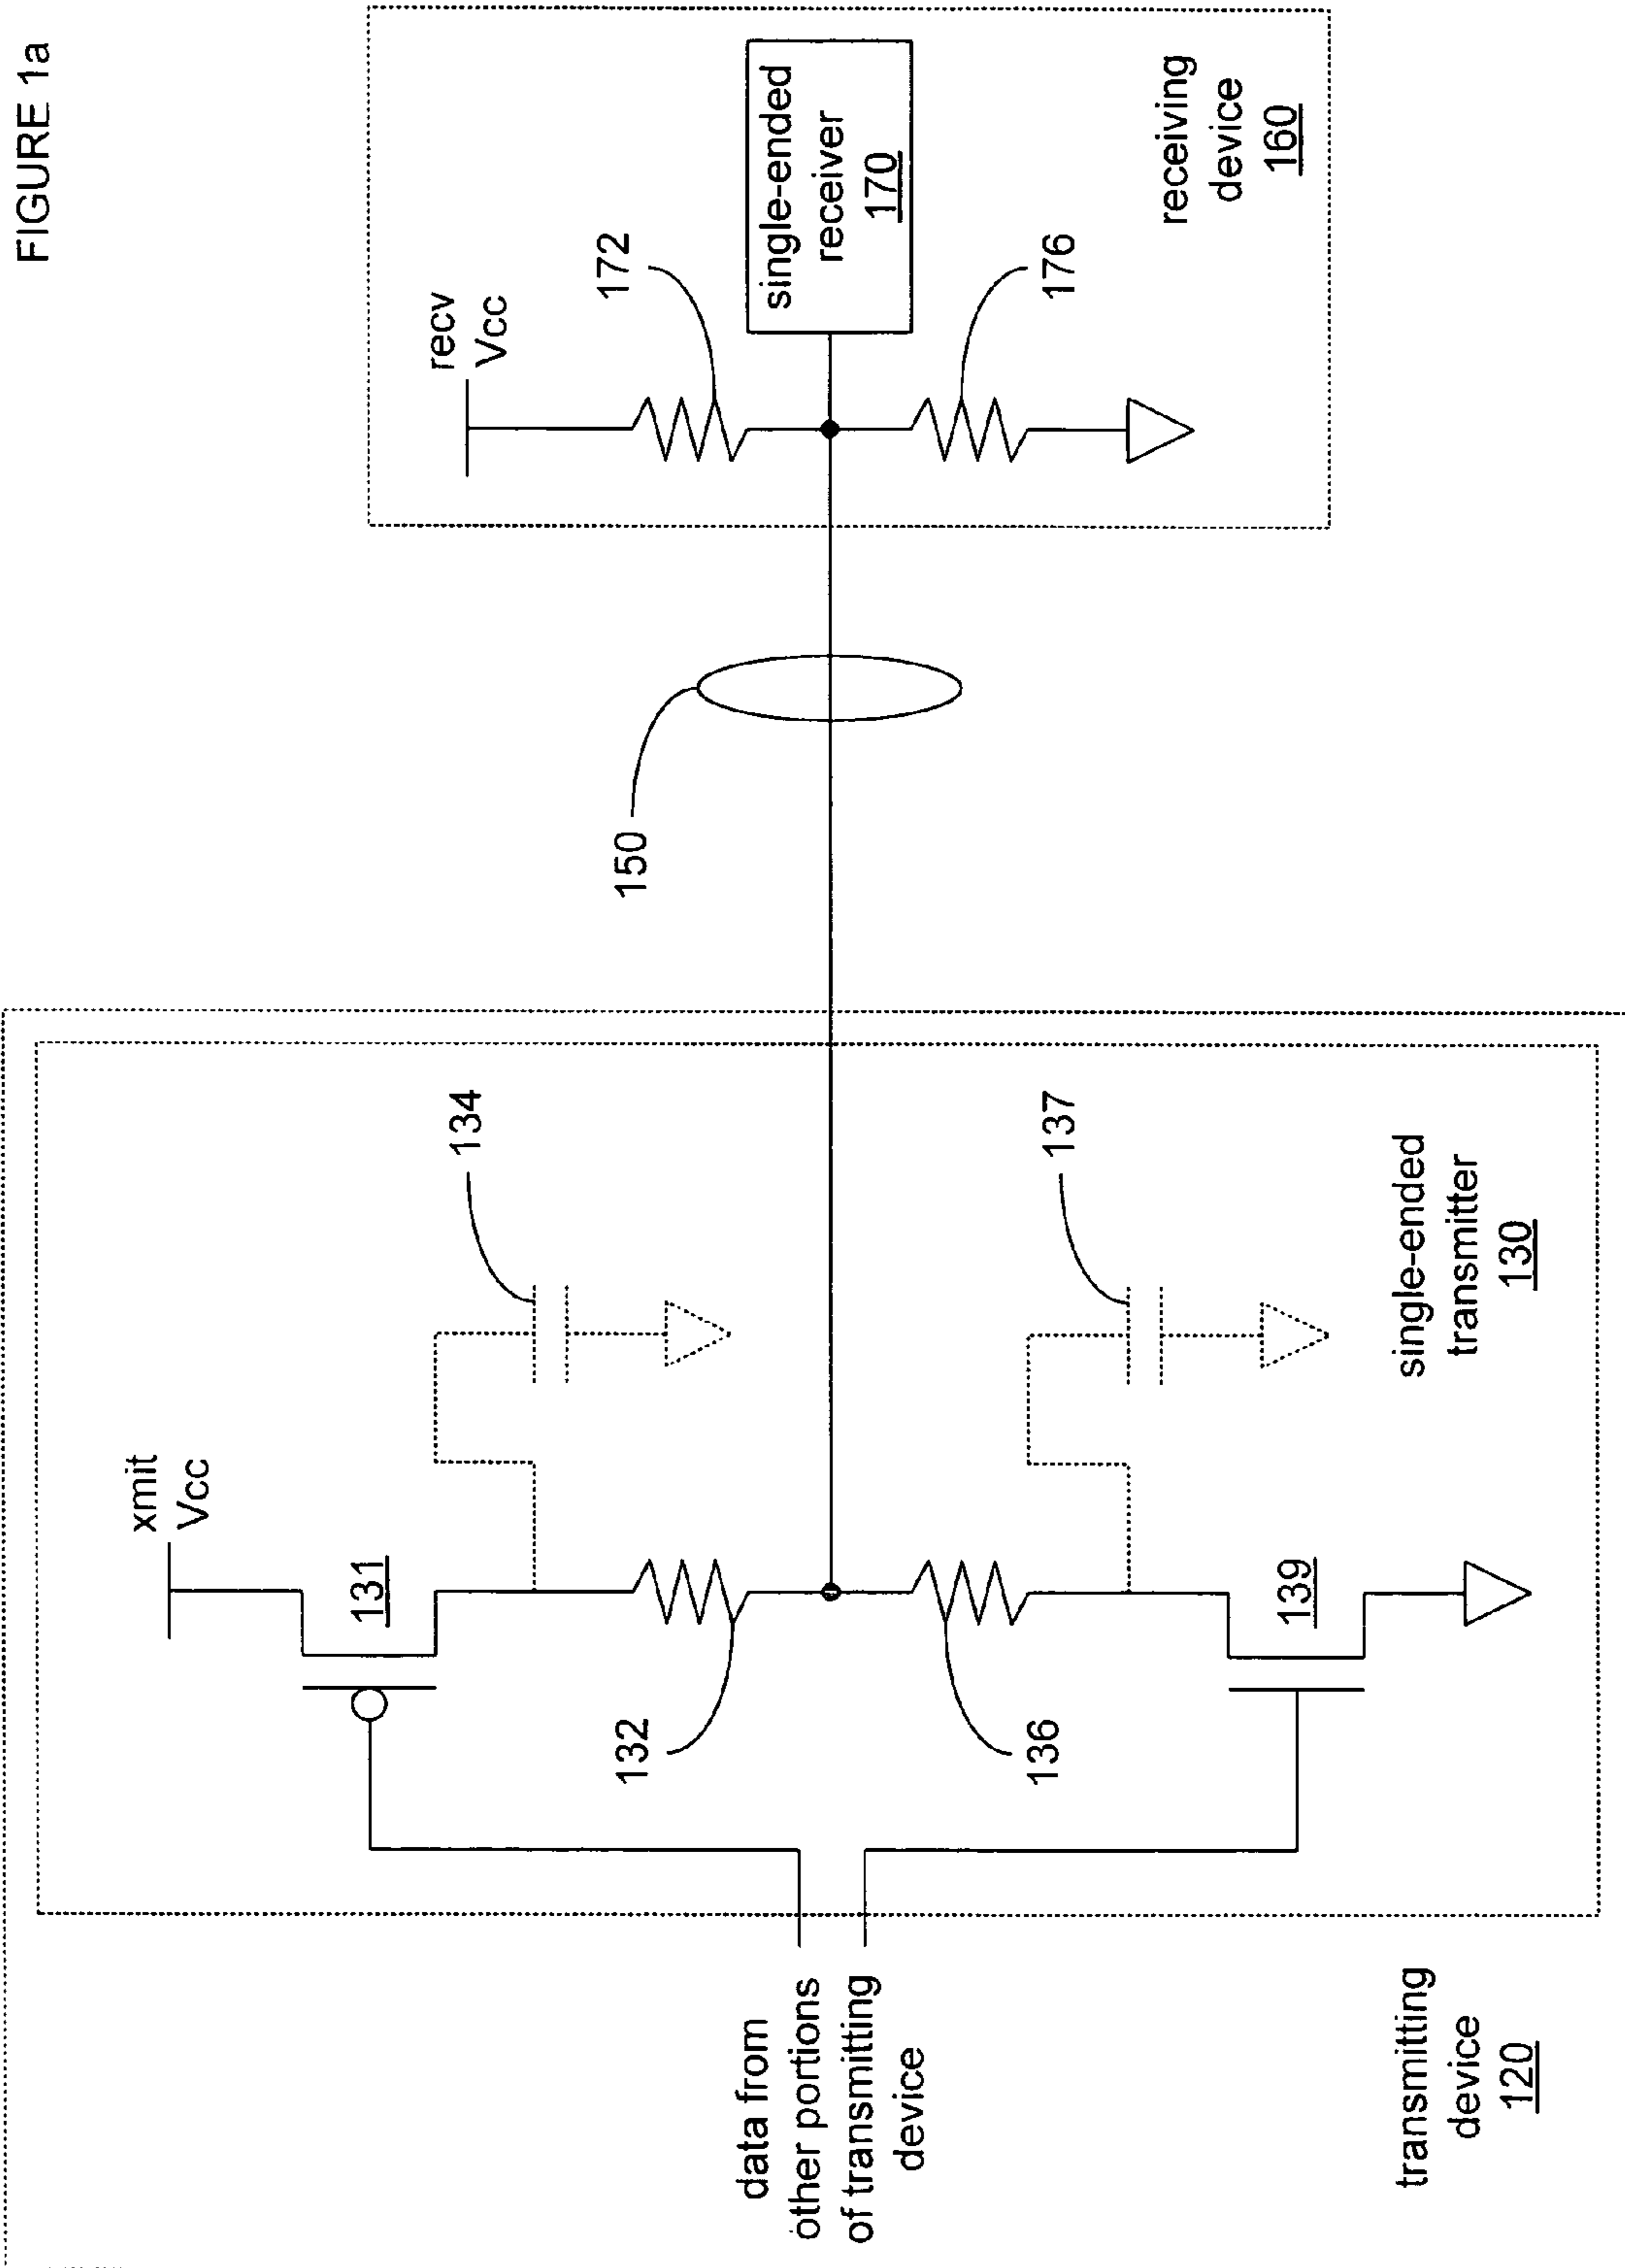 FIGURE 1a
xmit
Vcc
131
134
132
136
137
139
single-ended
transmitter
130
data from
other portions
of transmitting
device
transmitting
device
120
150
recv
Vcc
172
single-ended
receiver
170
176
receiving
device
160